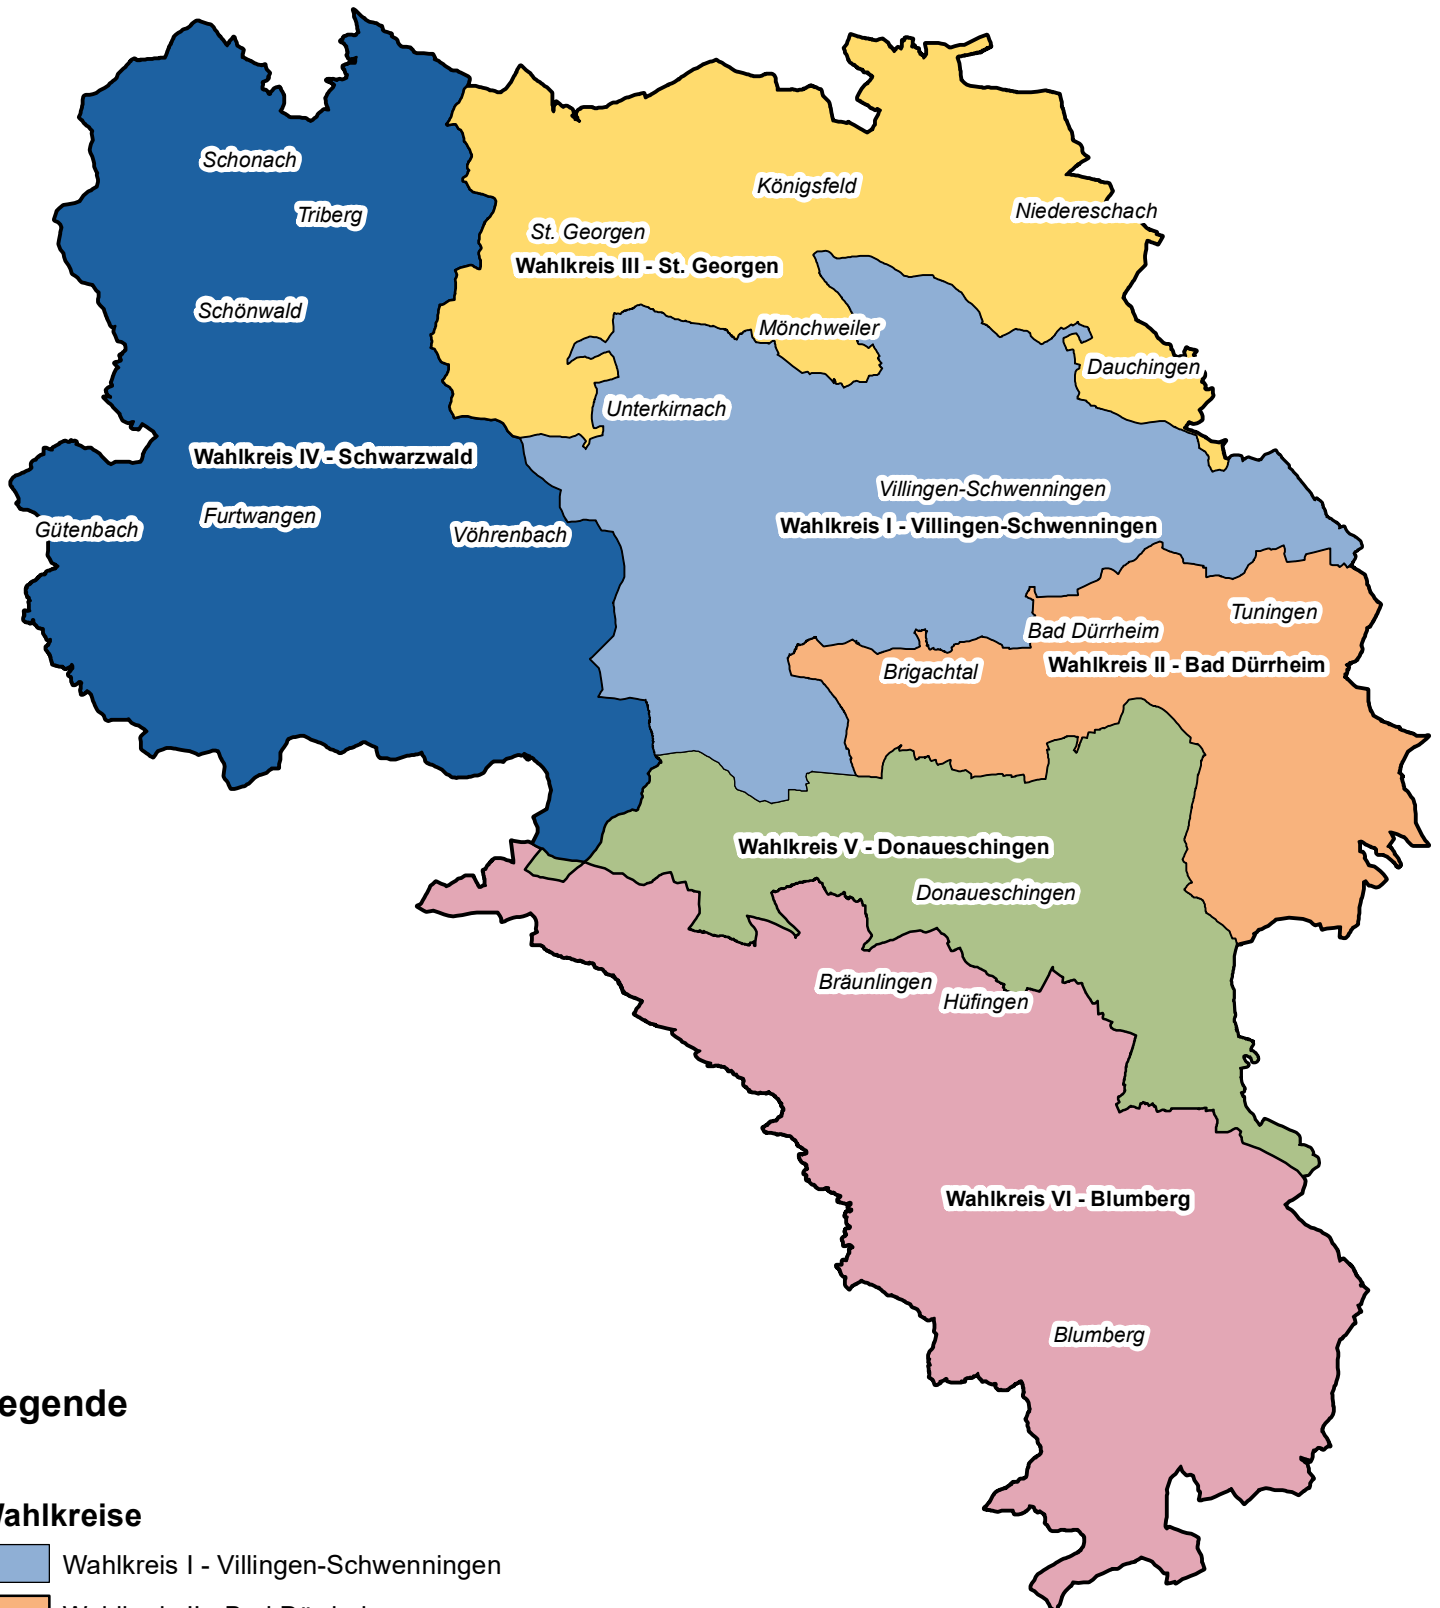 Schonach
Königsfeld
Triberg
Niedereschach
St. Georgen
Wahlkreis III - St. Georgen
Schönwald
Mönchweiler
Dauchingen
Unterkirnach
Wahlkreis IV - Schwarzwald
Villingen-Schwenningen
Furtwangen
Wahlkreis I - Villingen-Schwenningen
Gütenbach
Vöhrenbach
Tuningen
Bad Dürrheim
Wahlkreis II - Bad Dürrheim
Brigachtal
Wahlkreis V - Donaueschingen
Donaueschingen
Bräunlingen
Hüfingen
Wahlkreis VI - Blumberg
Blumberg
egende
Wahlkreise
Wahlkreis I - Villingen-Schwenningen